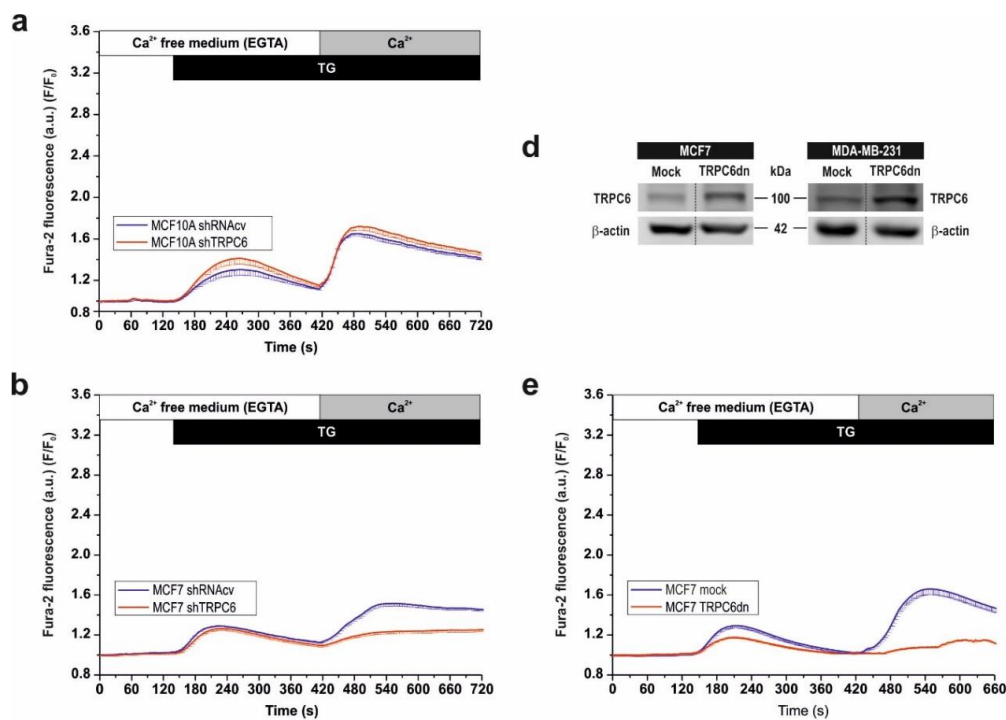 a
Ca²⁺ free medium (EGTA) Ca²⁺
TG
Fura-2 fluorescence (a.u.) (F/F₀)
3.6
3.2
2.8
2.4
2.0
1.6
1.2
0.8
MCF10A shRNAcv
MCF10A shTRPC6
0 60 120 180 240 300 360 420 480 540 600 660 720
Time (s)
d
MCF7 MDA-MB-231
Mock TRPC6dn kDa Mock TRPC6dn
TRPC6 100 TRPC6
β-actin 42 β-actin
b
Ca²⁺ free medium (EGTA) Ca²⁺
TG
Fura-2 fluorescence (a.u.) (F/F₀)
3.6
3.2
2.8
2.4
2.0
1.6
1.2
0.8
MCF7 shRNAcv
MCF7 shTRPC6
0 60 120 180 240 300 360 420 480 540 600 660 720
Time (s)
e
Ca²⁺ free medium (EGTA) Ca²⁺
TG
Fura-2 fluorescence (a.u.) (F/F₀)
3.6
3.2
2.8
2.4
2.0
1.6
1.2
0.8
MCF7 mock
MCF7 TRPC6dn
0 60 120 180 240 300 360 420 480 540 600 660
Time (s)